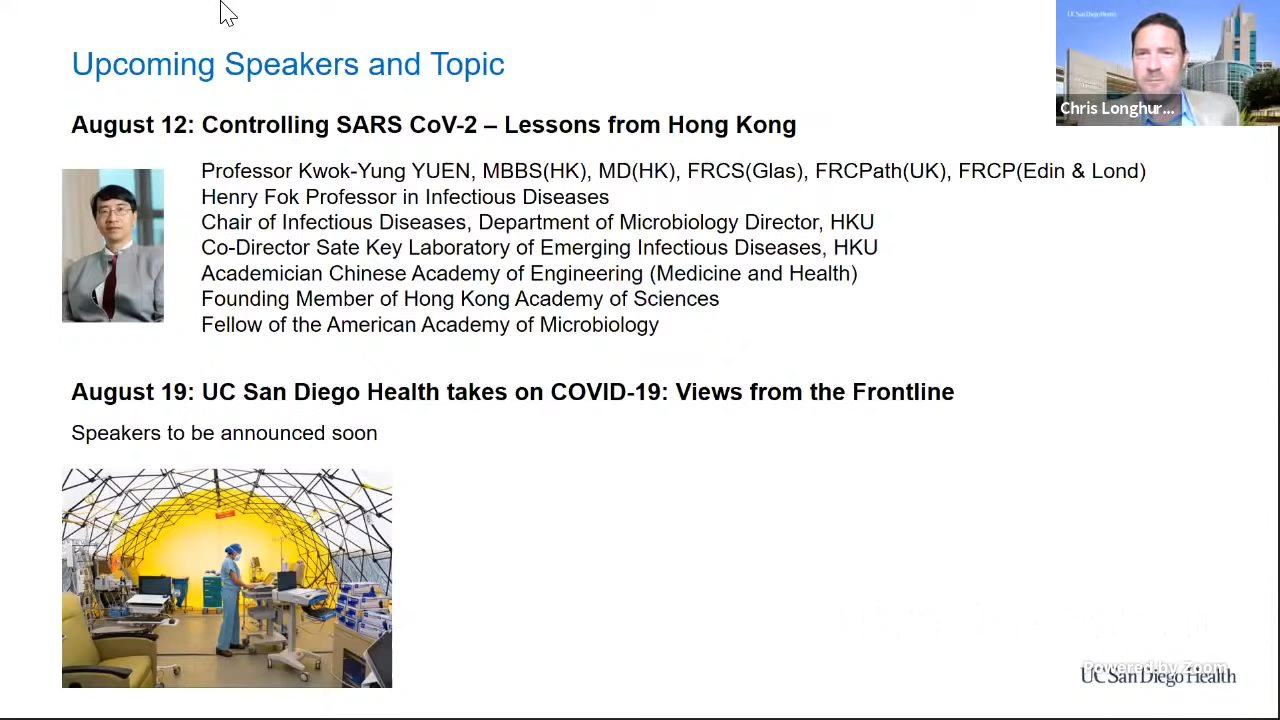 UC San Diego Health
Upcoming Speakers and Topic
Chris Longhur...
August 12: Controlling SARS CoV-2 – Lessons from Hong Kong
Professor Kwok-Yung YUEN, MBBS(HK), MD(HK), FRCS(Glas), FRCPath(UK), FRCP(Edin & Lond)
Henry Fok Professor in Infectious Diseases
Chair of Infectious Diseases, Department of Microbiology Director, HKU
Co-Director Sate Key Laboratory of Emerging Infectious Diseases, HKU
Academician Chinese Academy of Engineering (Medicine and Health)
Founding Member of Hong Kong Academy of Sciences
Fellow of the American Academy of Microbiology
August 19: UC San Diego Health takes on COVID-19: Views from the Frontline
Speakers to be announced soon
Powered by Zoom
UC San Diego Health